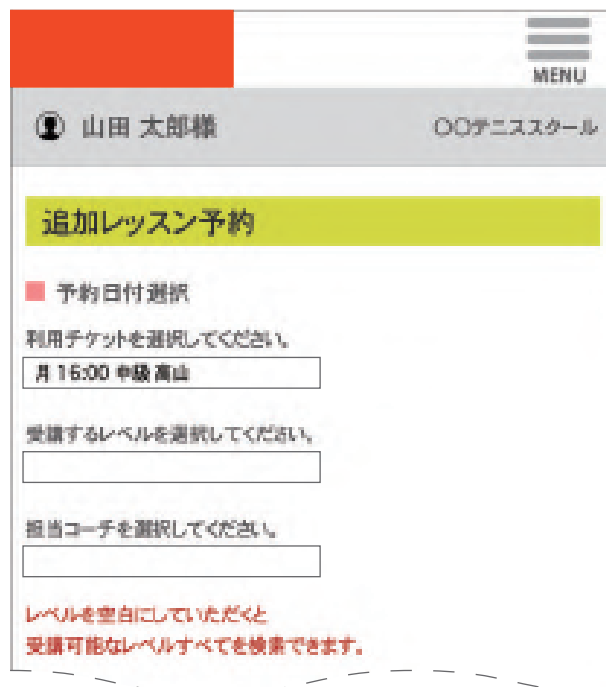 MENU
山田 太郎様
〇〇テニススクール
追加レッスン予約
予約日付選択
利用チケットを選択してください。
月 16:00 中級 高山
受講するレベルを選択してください。
担当コーチを選択してください。
レベルを空白にしていただくと
受講可能なレベルすべてを検索できます。